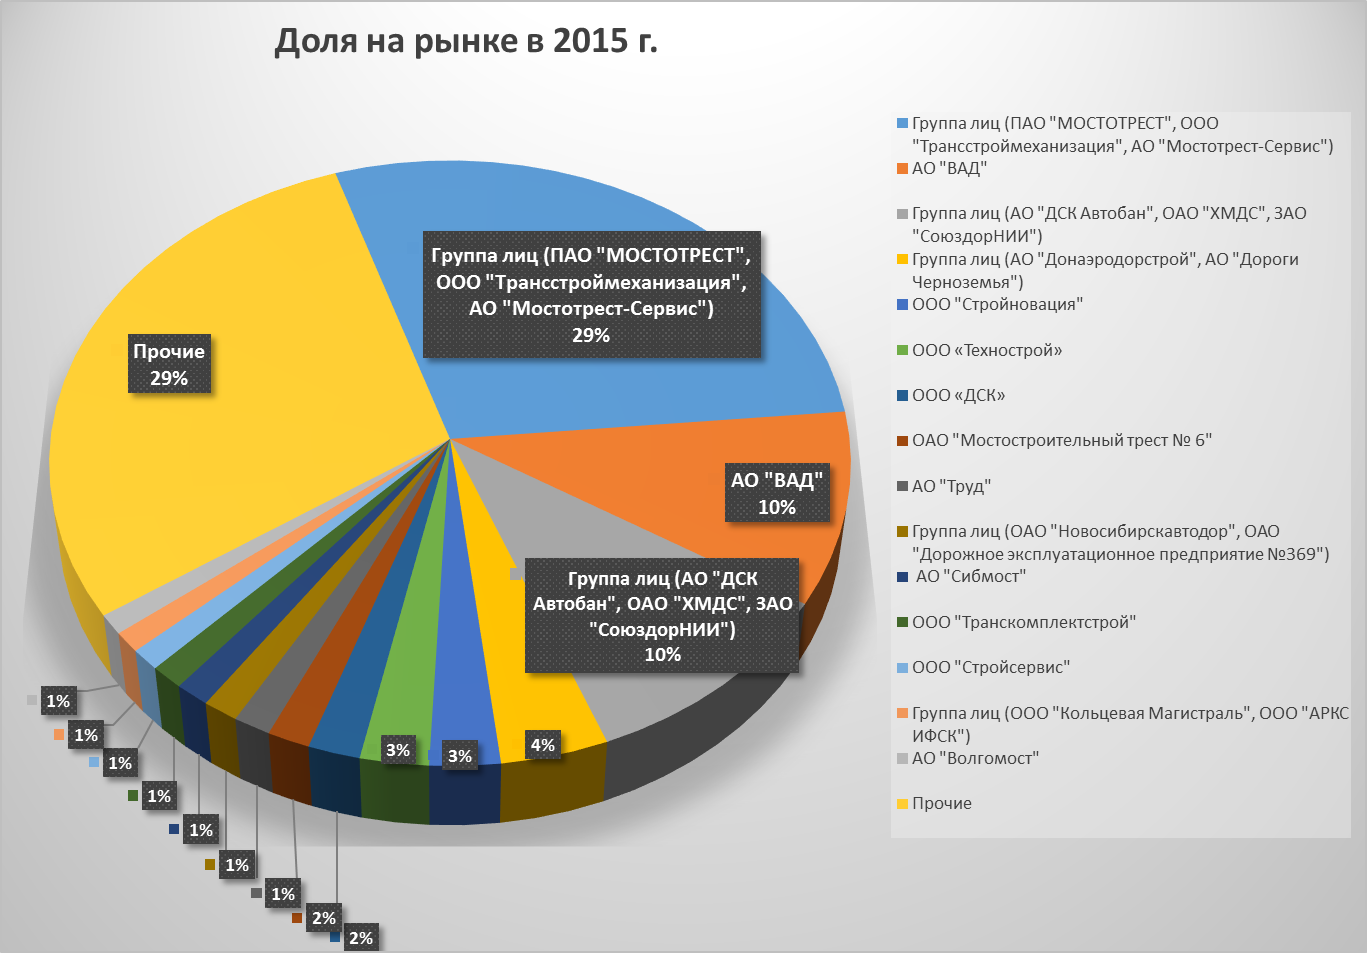 Доля на рынке в 2015 г.
Группа лиц (ПАО "МОСТОТРЕСТ",
ООО "Трансстроймеханизация",
АО "Мостотрест-Сервис")
29%
Прочие
29%
АО "ВАД"
10%
Группа лиц (АО "ДСК
Автобан", ОАО "ХМДС", ЗАО
"СоюздорНИИ")
10%
4%
3%
3%
1%
1%
1%
1%
1%
1%
1%
2%
2%
Группа лиц (ПАО "МОСТОТРЕСТ", ООО
"Трансстроймеханизация", АО "Мостотрест-Сервис")
АО "ВАД"
Группа лиц (АО "ДСК Автобан", ОАО "ХМДС", ЗАО
"СоюздорНИИ")
Группа лиц (АО "Донаэродорстрой", АО "Дороги
Черноземья")
ООО "Стройновация"
ООО «Технострой»
ООО «ДСК»
ОАО "Мостостроительный трест № 6"
АО "Труд"
Группа лиц (ОАО "Новосибирскавтодор", ОАО
"Дорожное эксплуатационное предприятие №369")
АО "Сибмост"
ООО "Транскомплектстрой"
ООО "Стройсервис"
Группа лиц (ООО "Кольцевая Магистраль", ООО "АРКС
ИФСК")
АО "Волгомост"
Прочие